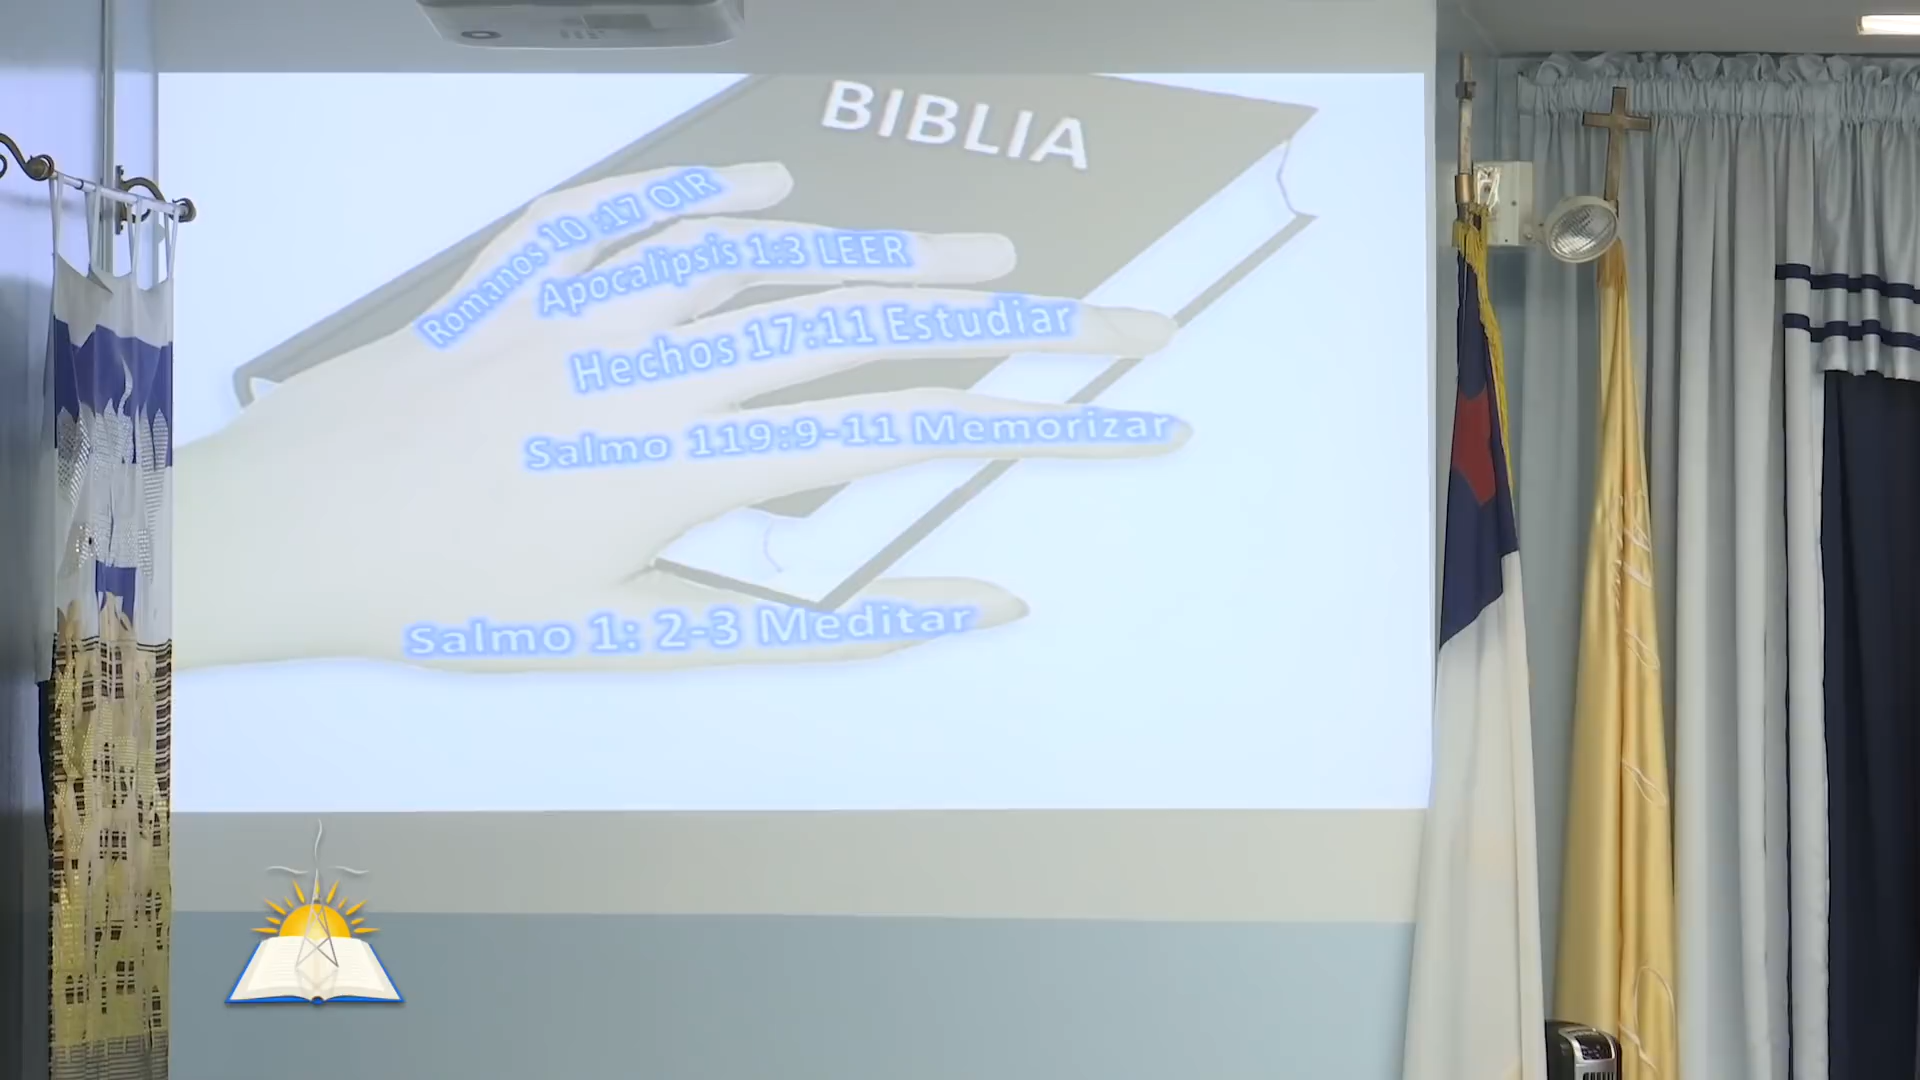 BIBLIA
Romanos 10 :17 OIR
Apocalipsis 1:3 LEER
Hechos 17:11 Estudiar
Salmo 119:9-11 Memorizar
Salmo 1: 2-3 Meditar